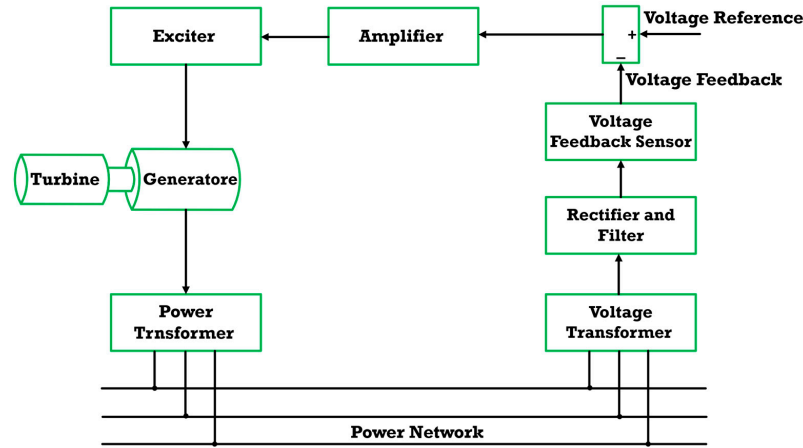 Voltage Reference
Exciter
Amplifier
+
−
Voltage Feedback
Voltage
Feedback Sensor
Turbine
Generatore
Rectifier and
Filter
Power
Trnsformer
Voltage
Transformer
Power Network